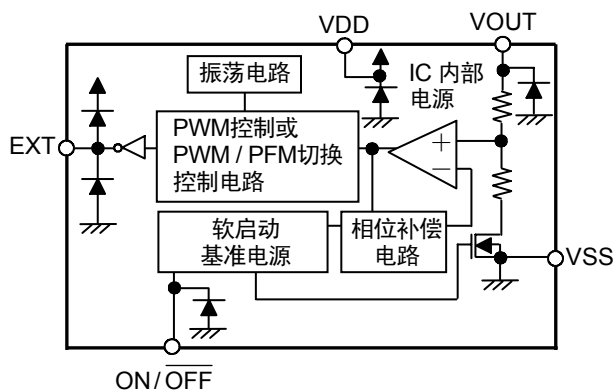 VDD
VOUT
振荡电路
IC 内部
电源
EXT
PWM控制或
PWM / PFM切换
控制电路
+
−
软启动
基准电源
相位补偿
电路
VSS
ON / OFF